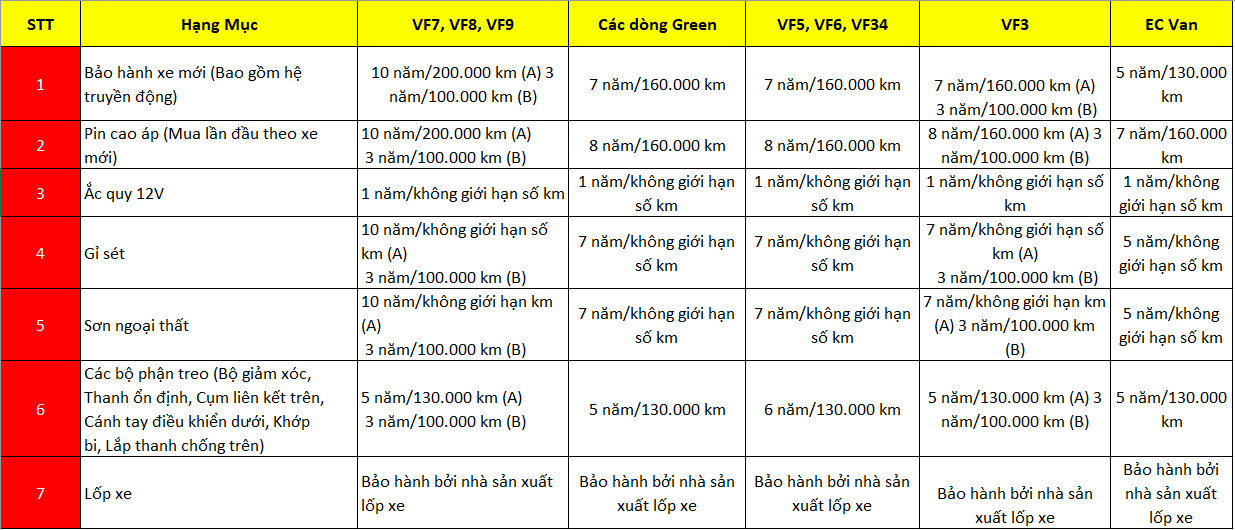 STT Hạng Mục VF7, VF8, VF9 Các dòng Green VF5, VF6, VF34 VF3 EC Van
1
Bảo hành xe mới (Bao gồm hệ
truyền động)
10 năm/200.000 km (A) 3
năm/100.000 km (B)
7 năm/160.000 km
7 năm/160.000 km
7 năm/160.000 km (A)
3 năm/100.000 km (B)
5 năm/130.000
km
2
Pin cao áp (Mua lần đầu theo xe
mới)
10 năm/200.000 km (A)
3 năm/100.000 km (B)
8 năm/160.000 km
8 năm/160.000 km
8 năm/160.000 km (A) 3
năm/100.000 km (B)
7 năm/160.000
km
3
Ắc quy 12V
1 năm/không giới hạn số km
1 năm/không giới hạn
số km
1 năm/không giới hạn
số km
1 năm/không giới hạn số
km
1 năm/không
giới hạn số km
4
Gỉ sét
10 năm/không giới hạn số
km (A)
3 năm/100.000 km (B)
7 năm/không giới hạn
số km
7 năm/không giới hạn
số km
7 năm/không giới hạn số
km (A)
3 năm/100.000 km (B)
5 năm/không
giới hạn số km
5
Sơn ngoại thất
10 năm/không giới hạn km
(A)
3 năm/100.000 km (B)
7 năm/không giới hạn
số km
7 năm/không giới hạn
số km
7 năm/không giới hạn km
(A) 3 năm/100.000 km
(B)
5 năm/không
giới hạn số km
6
Các bộ phận treo (Bộ giảm xóc,
Thanh ổn định, Cụm liên kết trên,
Cánh tay điều khiển dưới, Khớp
bi, Lắp thanh chống trên)
5 năm/130.000 km (A)
3 năm/100.000 km (B)
5 năm/130.000 km
6 năm/130.000 km
5 năm/130.000 km (A) 3
năm/100.000 km (B)
5 năm/130.000
km
7
Lốp xe
Bảo hành bởi nhà sản xuất
lốp xe
Bảo hành bởi nhà sản
xuất lốp xe
Bảo hành bởi nhà sản
xuất lốp xe
Bảo hành bởi nhà sản
xuất lốp xe
Bảo hành bởi
nhà sản xuất
lốp xe